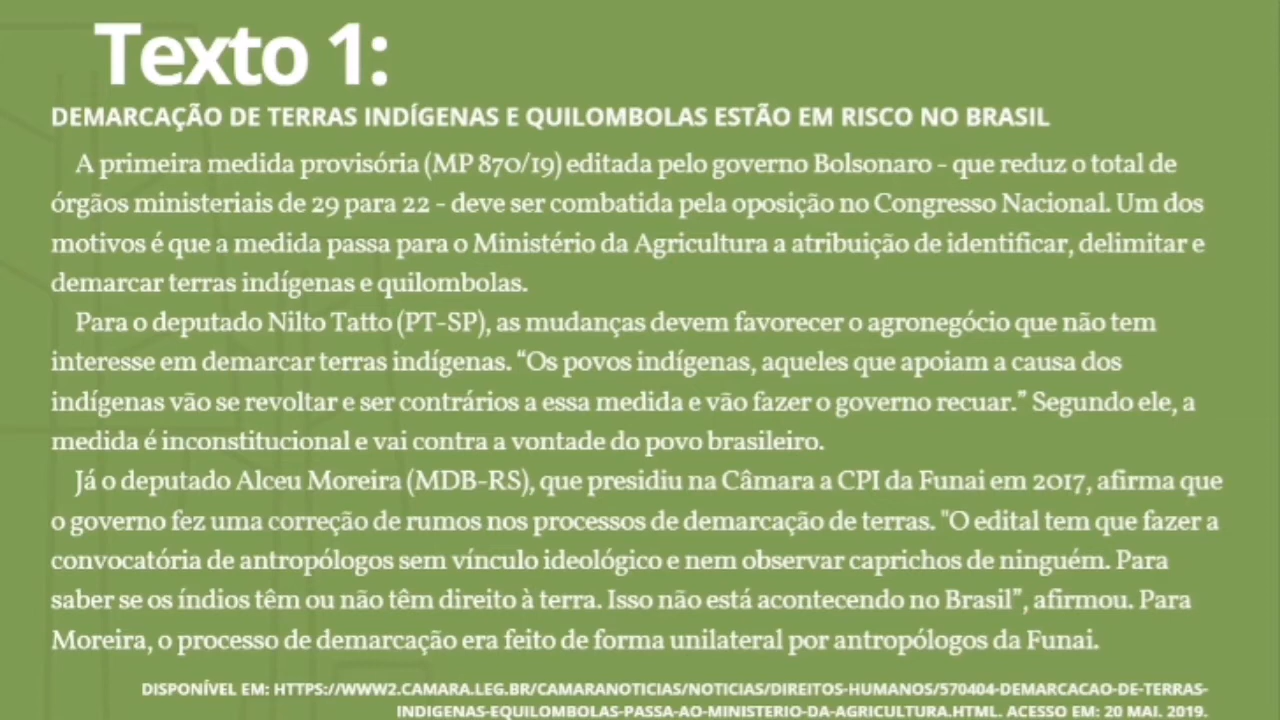 Texto 1:
DEMARCAÇÃO DE TERRAS INDÍGENAS E QUILOMBOLAS ESTÃO EM RISCO NO BRASIL
A primeira medida provisória (MP 870/19) editada pelo governo Bolsonaro - que reduz o total de
órgãos ministeriais de 29 para 22 - deve ser combatida pela oposição no Congresso Nacional. Um dos
motivos é que a medida passa para o Ministério da Agricultura a atribuição de identificar, delimitar e
demarcar terras indígenas e quilombolas.
Para o deputado Nilto Tatto (PT-SP), as mudanças devem favorecer o agronegócio que não tem
interesse em demarcar terras indígenas. “Os povos indígenas, aqueles que apoiam a causa dos
indígenas vão se revoltar e ser contrários a essa medida e vão fazer o governo recuar.” Segundo ele, a
medida é inconstitucional e vai contra a vontade do povo brasileiro.
Já o deputado Alceu Moreira (MDB-RS), que presidiu na Câmara a CPI da Funai em 2017, afirma que
o governo fez uma correção de rumos nos processos de demarcação de terras. "O edital tem que fazer a
convocatória de antropólogos sem vínculo ideológico e nem observar caprichos de ninguém. Para
saber se os índios têm ou não têm direito à terra. Isso não está acontecendo no Brasil”, afirmou. Para
Moreira, o processo de demarcação era feito de forma unilateral por antropólogos da Funai.
DISPONÍVEL EM: HTTPS://WWW2.CAMARA.LEG.BR/CAMARANOTICIAS/NOTICIAS/DIREITOS-HUMANOS/570404-DEMARCACAO-DE-TERRAS-
INDIGENAS-EQUILOMBOLAS-PASSA-AO-MINISTERIO-DA-AGRICULTURA.HTML. ACESSO EM: 20 MAI. 2019.